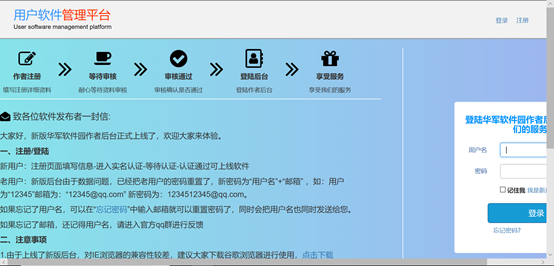 用户软件管理平台
User software management platform
登录 注册
作者注册 等待审核 审核通过 登陆后台 享受服务
填写注册详细资料 耐心等待资料审核 审核确认是否通过 登陆作者后台 享受我们的服务
致各位软件发布者一封信:
大家好，新版华军软件园作者后台正式上线了，欢迎大家来体验。
一、注册/登陆
新用户：注册页面填写信息-进入实名认证-等待认证-认证通过可上线软件
老用户：新版后台由于数据问题，已经把老用户的密码重置了，新密码为“用户名”+“邮箱” ，如：用户
为“12345”邮箱为：“12345@qq.com” 新密码为：1234512345@qq.com。
如果忘记了用户名，可以在“忘记密码”中输入邮箱就可以重置密码了，同时会把用户名也同时发送给您。
如果忘记了邮箱，还记得用户名，请进入官方qq群进行反馈
二、注意事项
1.由于上线了新版后台，对IE浏览器的兼容性较差，建议大家下载谷歌浏览器进行使用，点击下载
登陆华军软件园作者后
们的服务
用户名
密码
记住我 我是新
登录
忘记密码?